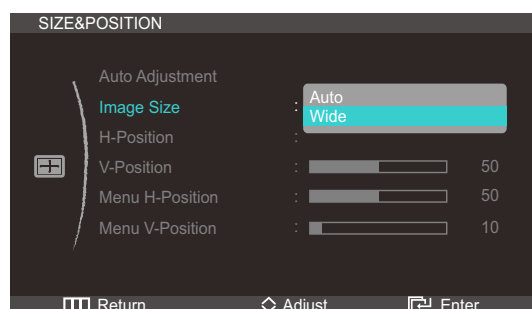 SIZE&POSITION
Auto Adjustment
Image Size : Auto
Wide
H-Position :
V-Position : 50
Menu H-Position : 50
Menu V-Position : 10
Return Adjust Enter